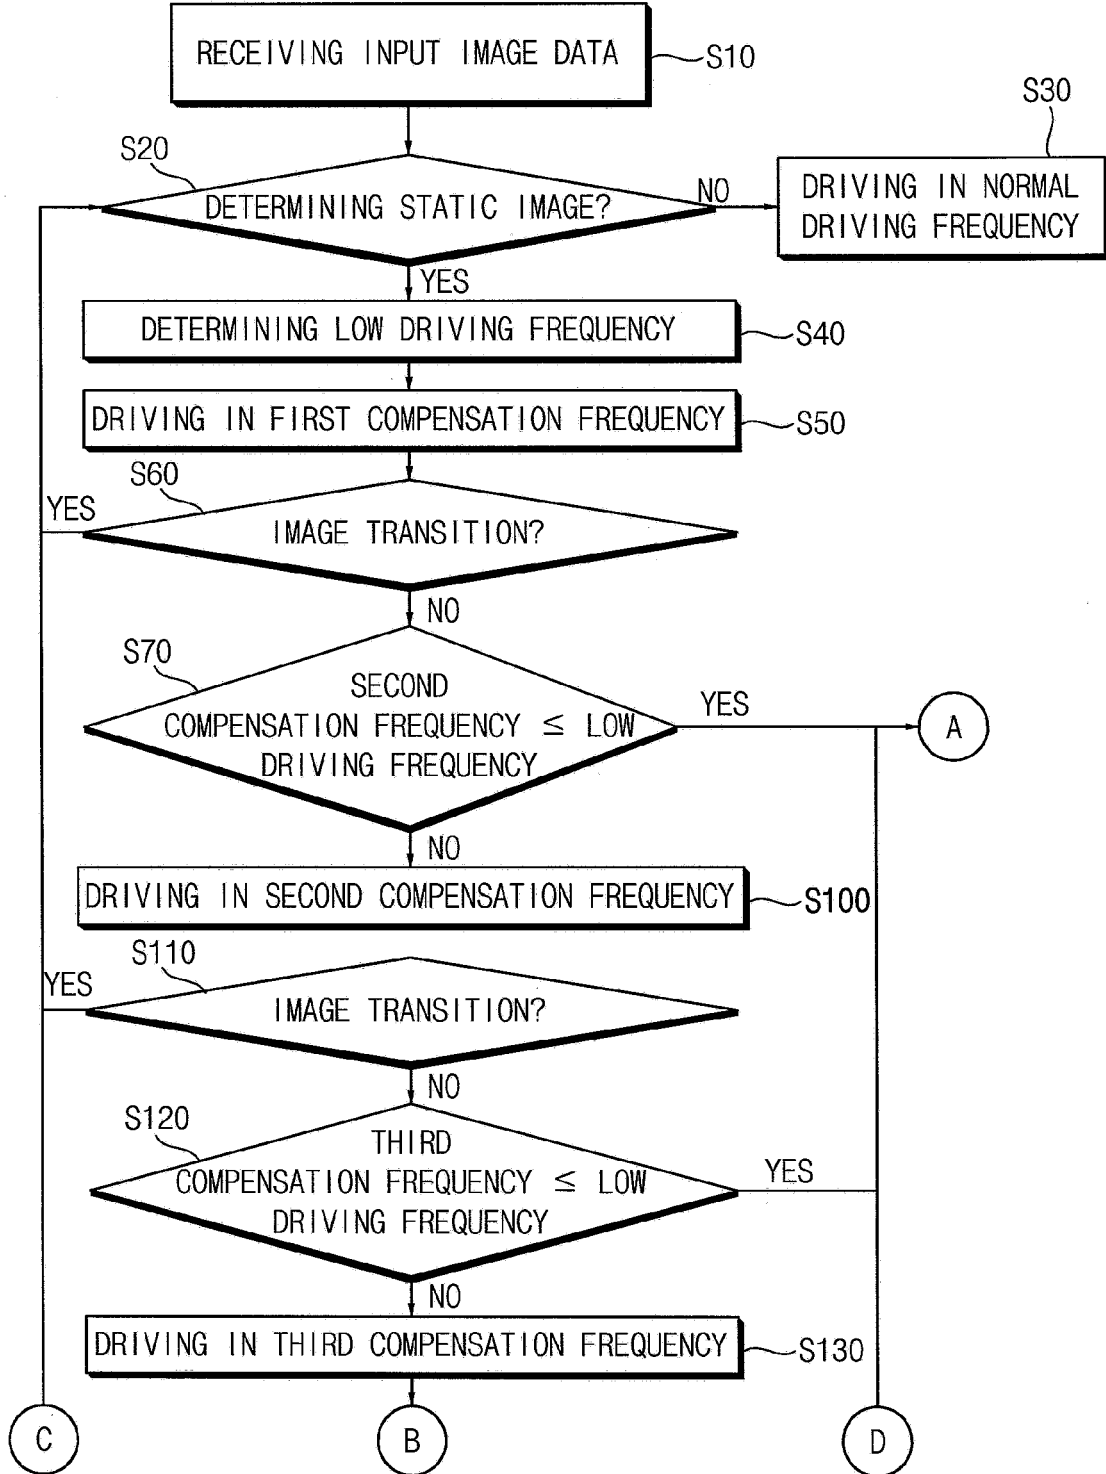 RECEIVING INPUT IMAGE DATA
S10
S30
S20
DETERMINING STATIC IMAGE?
NO
DRIVING IN NORMAL
DRIVING FREQUENCY
YES
DETERMINING LOW DRIVING FREQUENCY
S40
DRIVING IN FIRST COMPENSATION FREQUENCY
S50
S60
YES
IMAGE TRANSITION?
NO
S70
SECOND
COMPENSATION FREQUENCY ≤ LOW
DRIVING FREQUENCY
YES
A
NO
DRIVING IN SECOND COMPENSATION FREQUENCY
S100
S110
YES
IMAGE TRANSITION?
NO
S120
THIRD
COMPENSATION FREQUENCY ≤ LOW
DRIVING FREQUENCY
YES
NO
DRIVING IN THIRD COMPENSATION FREQUENCY
S130
C
B
D